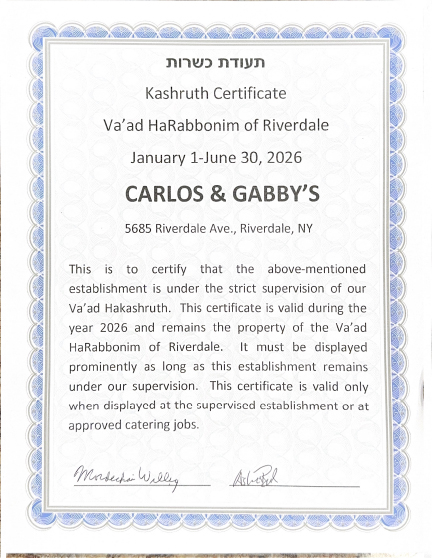 תעודת כשרות
Kashruth Certificate
Va'ad HaRabbonim of Riverdale
January 1-June 30, 2026
CARLOS & GABBY'S
5685 Riverdale Ave., Riverdale, NY
This is to certify that the above-mentioned
establishment is under the strict supervision of our
Va'ad Hakashruth. This certificate is valid during the
year 2026 and remains the property of the Va'ad
HaRabbonim of Riverdale. It must be displayed
prominently as long as this establishment remains
under our supervision. This certificate is valid only
when displayed at the supervised establishment or at
approved catering jobs.
Mordechai Willig